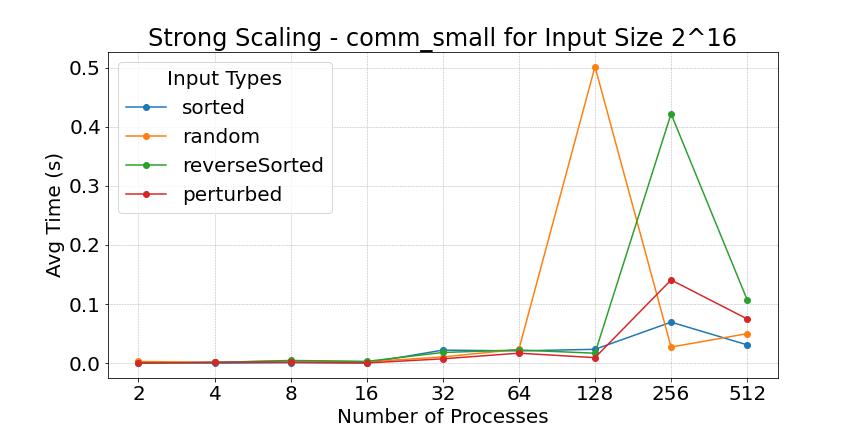 Strong Scaling - comm_small for Input Size 2^16
Avg Time (s)
0.5
0.4
0.3
0.2
0.1
0.0
Input Types
sorted
random
reverseSorted
perturbed
2 4 8 16 32 64 128 256 512
Number of Processes